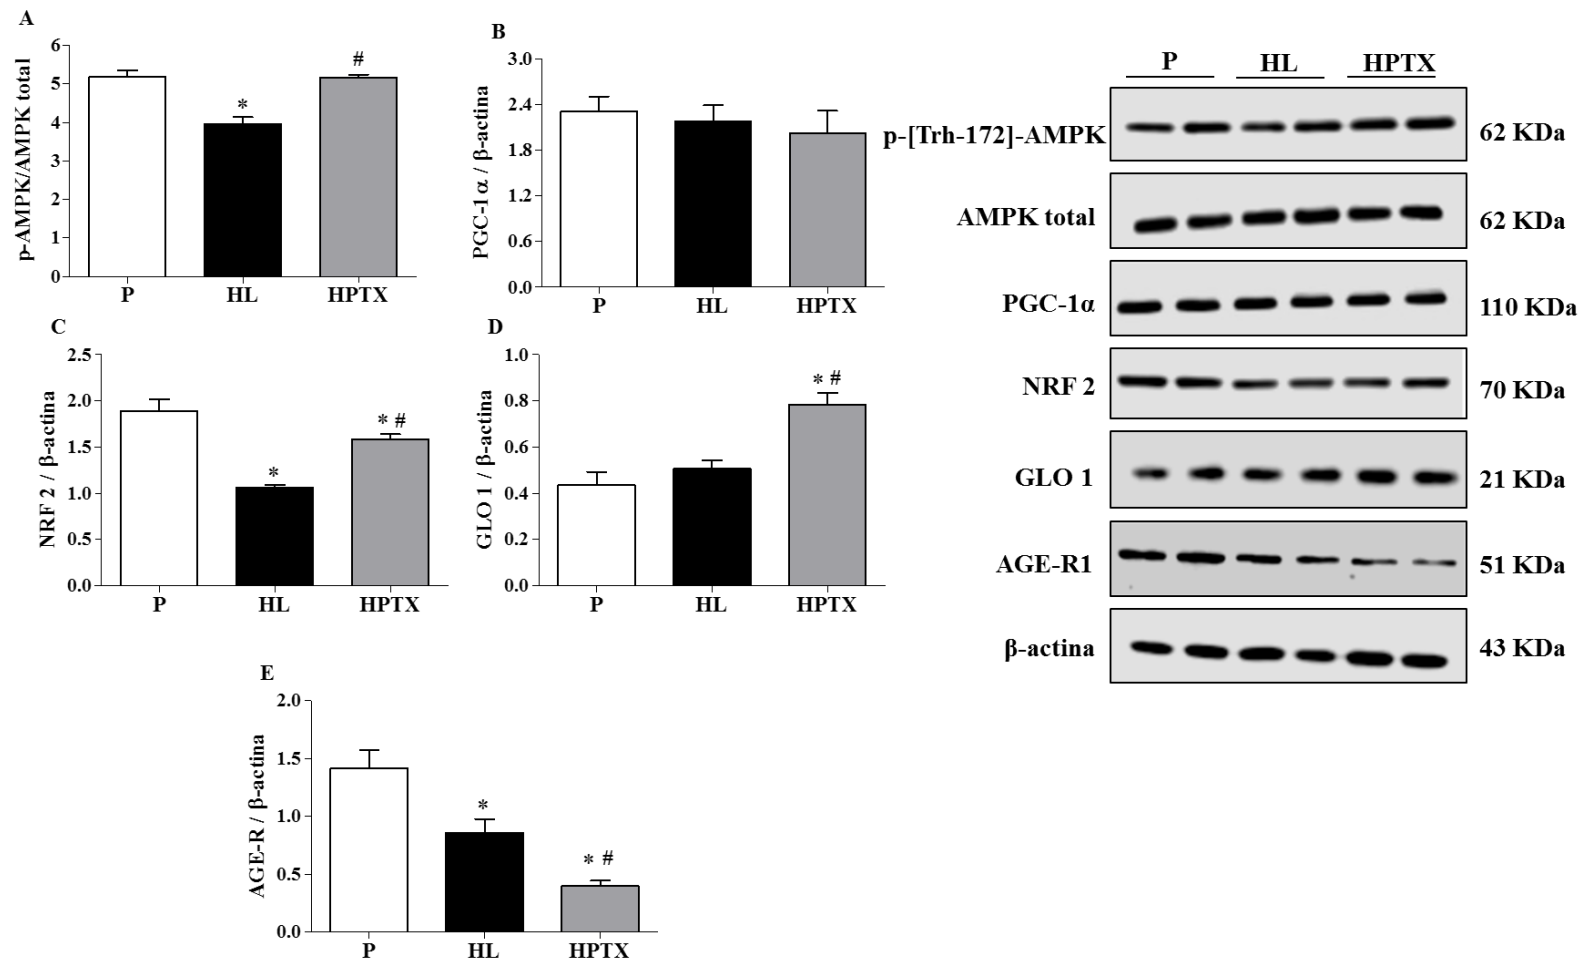 A
p-AMPK/AMPK total
6
5
4
3
2
1
0
*
#
P HL HPTX
B
PGC-1α / β-actina
3.0
2.4
1.8
1.2
0.6
0.0
P HL HPTX
C
NRF 2 / β-actina
2.5
2.0
1.5
1.0
0.5
0.0
*
* #
P HL HPTX
D
GLO 1 / β-actina
1.0
0.8
0.6
0.4
0.2
0.0
* #
P HL HPTX
E
AGE-R / β-actina
2.0
1.5
1.0
0.5
0.0
*
* #
P HL HPTX
P HL HPTX
p-[Trh-172]-AMPK 62 KDa
AMPK total 62 KDa
PGC-1α 110 KDa
NRF 2 70 KDa
GLO 1 21 KDa
AGE-R1 51 KDa
β-actina 43 KDa